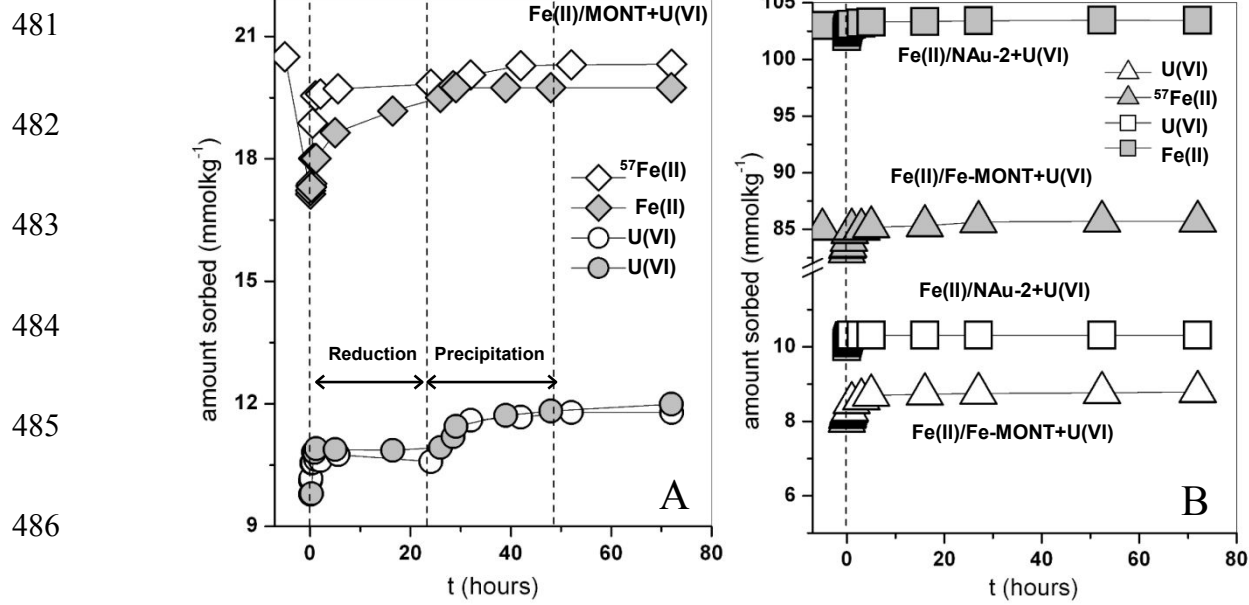 481
482
483
484
485
486
Fe(II)/MONT+U(VI)
21
18
15
12
9
amount sorbed (mmolkg-1)
57Fe(II)
Fe(II)
U(VI)
U(VI)
Reduction
Precipitation
A
0
20
40
60
80
t (hours)
105
100
95
90
85
10
8
6
amount sorbed (mmolkg-1)
Fe(II)/NAu-2+U(VI)
U(VI)
57Fe(II)
U(VI)
Fe(II)
Fe(II)/Fe-MONT+U(VI)
Fe(II)/NAu-2+U(VI)
Fe(II)/Fe-MONT+U(VI)
B
0
20
40
60
80
t (hours)